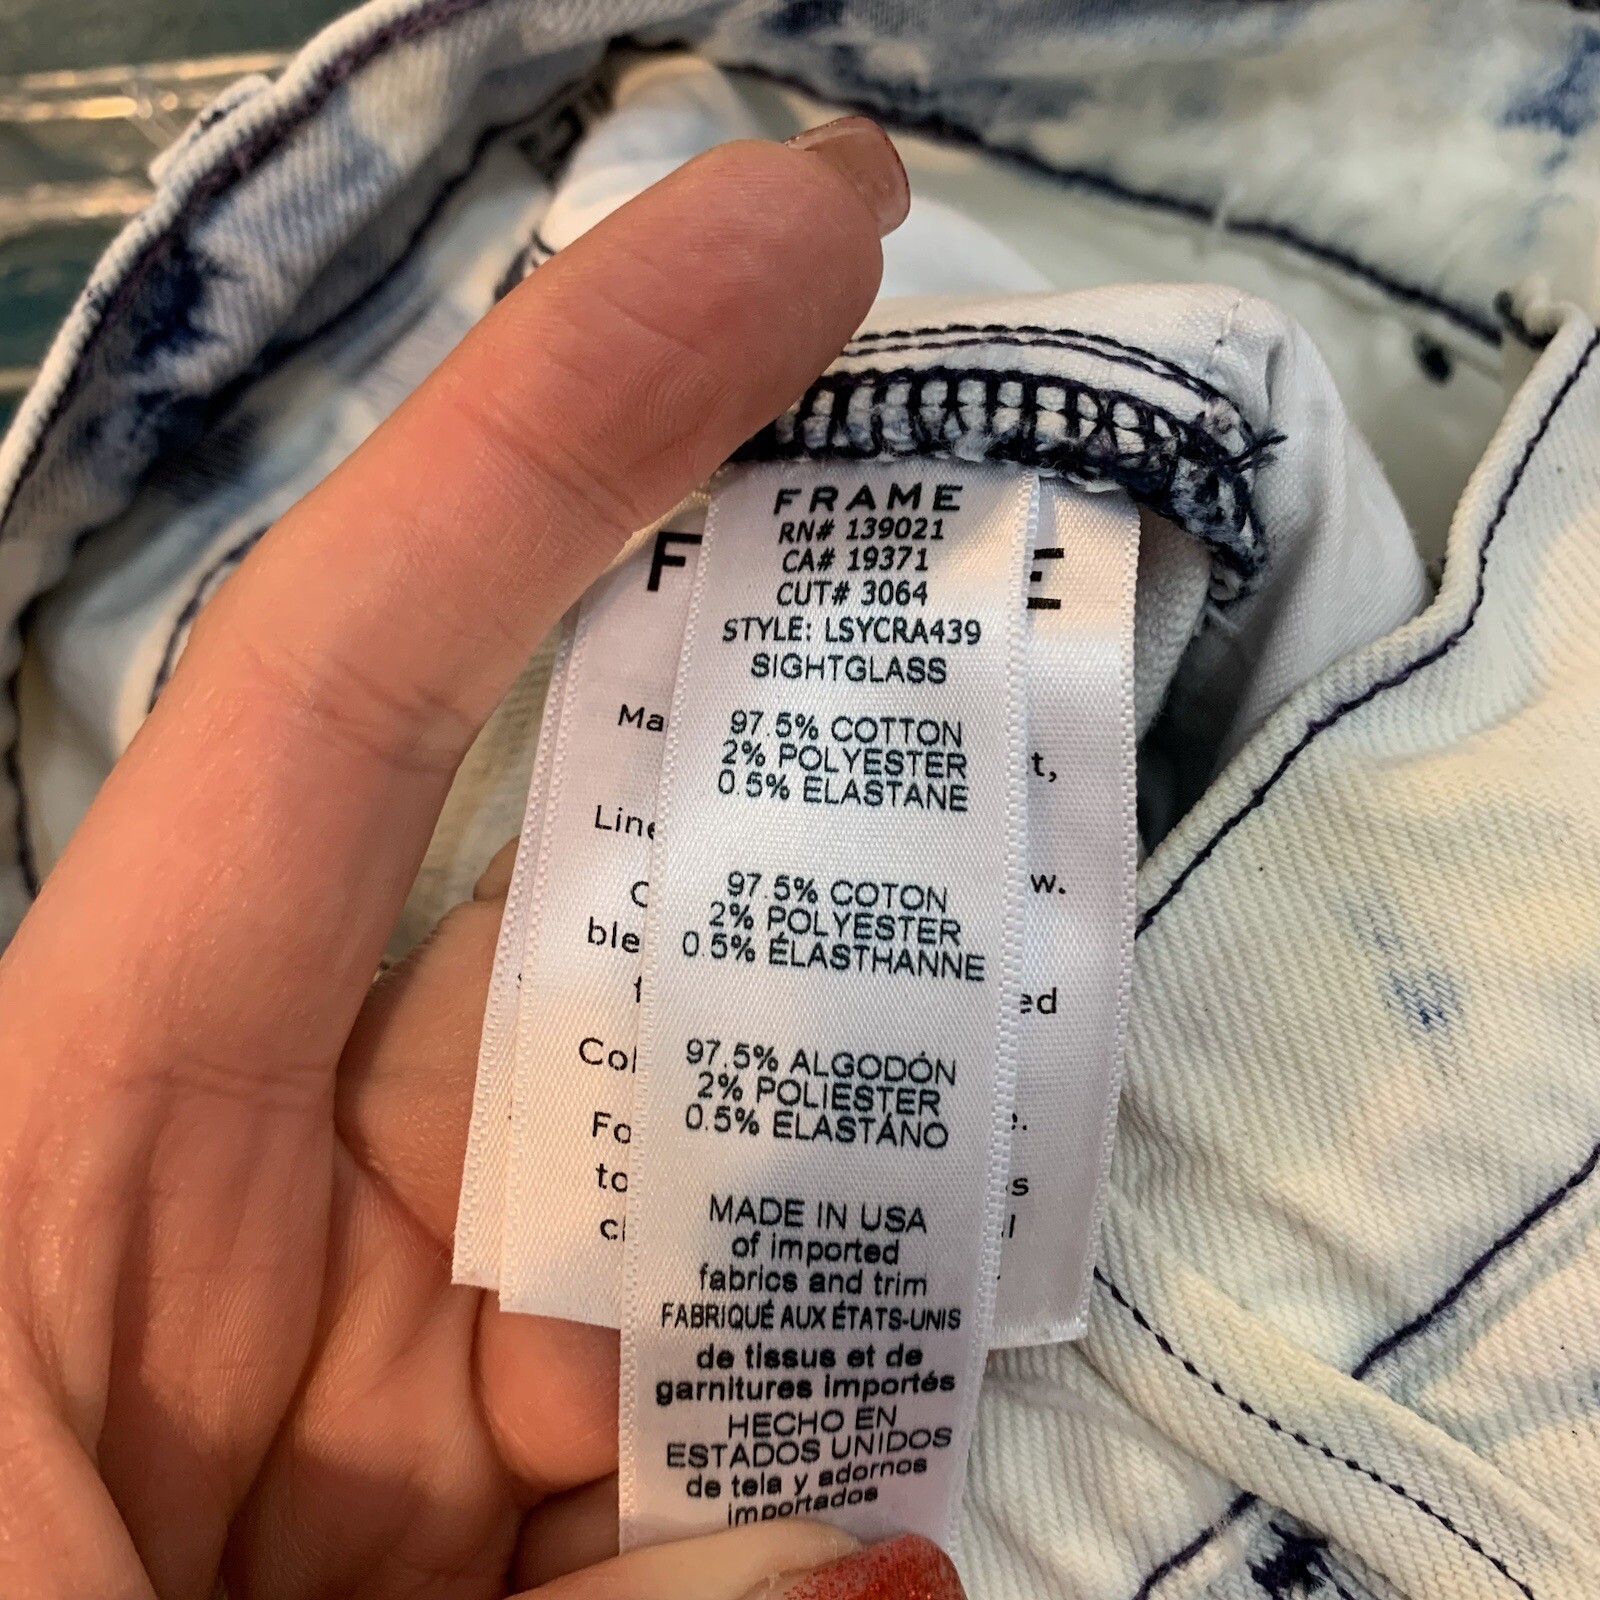 FRAME
RN# 139021
CA# 19371
CUT# 3064
STYLE: LSYCRA439
SIGHTGLASS
97.5% COTTON
2% POLYESTER
0.5% ELASTANE
97.5% COTON
2% POLYESTER
0.5% ÉLASTHANNE
97.5% ALGODÓN
2% POLIESTER
0.5% ELASTÁNO
MADE IN USA
of imported
fabrics and trim
FABRIQUÉ AUX ÉTATS-UNIS
de tissus et de
garnitures importés
HECHO EN
ESTADOS UNIDOS
de tela y adornos
importados